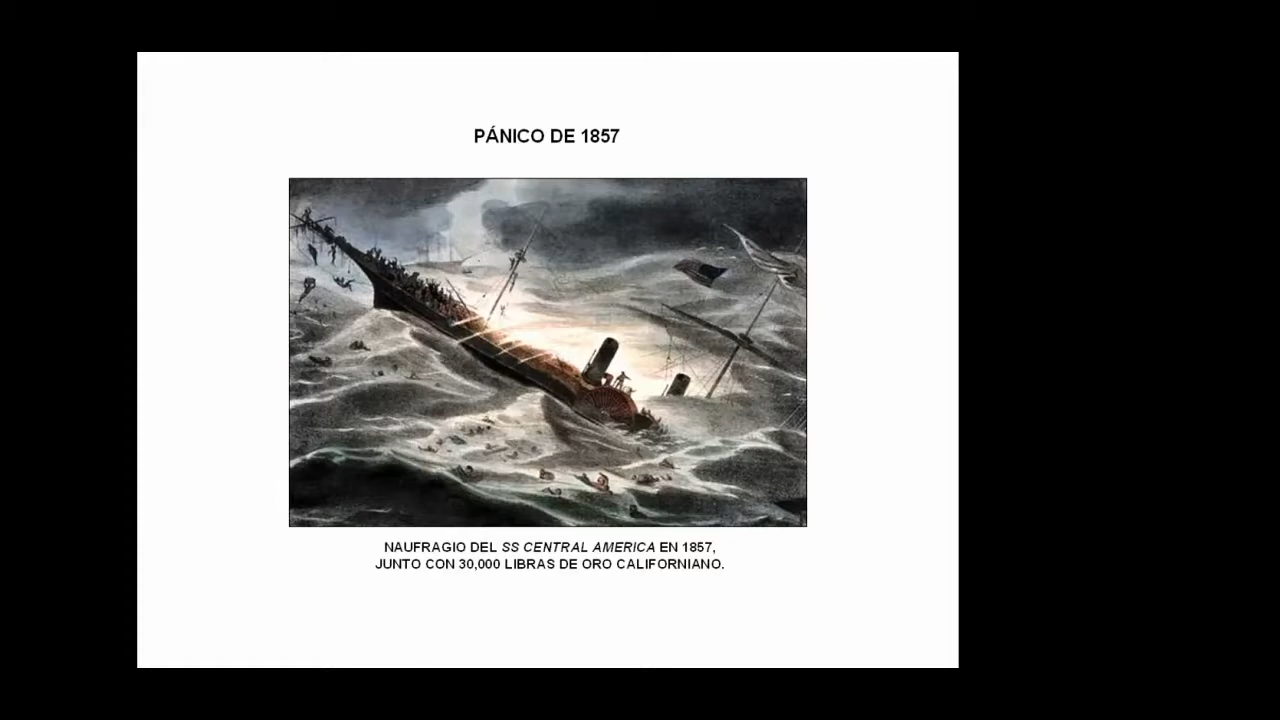 PÁNICO DE 1857
NAUFRAGIO DEL SS CENTRAL AMERICA EN 1857,
JUNTO CON 30,000 LIBRAS DE ORO CALIFORNIANO.